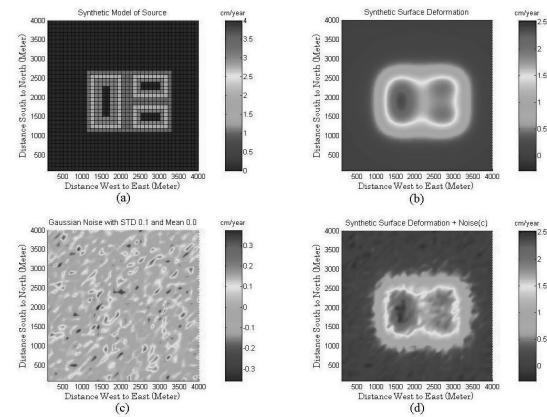 Synthetic Model of Source
cm/year
4000
3500
3000
2500
2000
1500
1000
500
Distance South to North (Meter)
500 1000 1500 2000 2500 3000 3500 4000
Distance West to East (Meter)
4
3.5
3
2.5
2
1.5
1
0.5
0
(a)
Synthetic Surface Deformation
cm/year
4000
3500
3000
2500
2000
1500
1000
500
Distance South to North (Meter)
500 1000 1500 2000 2500 3000 3500 4000
Distance West to East (Meter)
2.5
2
1.5
1
0.5
0
(b)
Gaussian Noise with STD 0.1 and Mean 0.0
cm/year
4000
3500
3000
2500
2000
1500
1000
500
Distance South to North (Meter)
500 1000 1500 2000 2500 3000 3500 4000
Distance West to East (Meter)
0.3
0.2
0.1
0
-0.1
-0.2
-0.3
(c)
Synthetic Surface Deformation + Noise(c)
cm/year
4000
3500
3000
2500
2000
1500
1000
500
Distance South to North (Meter)
500 1000 1500 2000 2500 3000 3500 4000
Distance West to East (Meter)
2.5
2
1.5
1
0.5
0
(d)